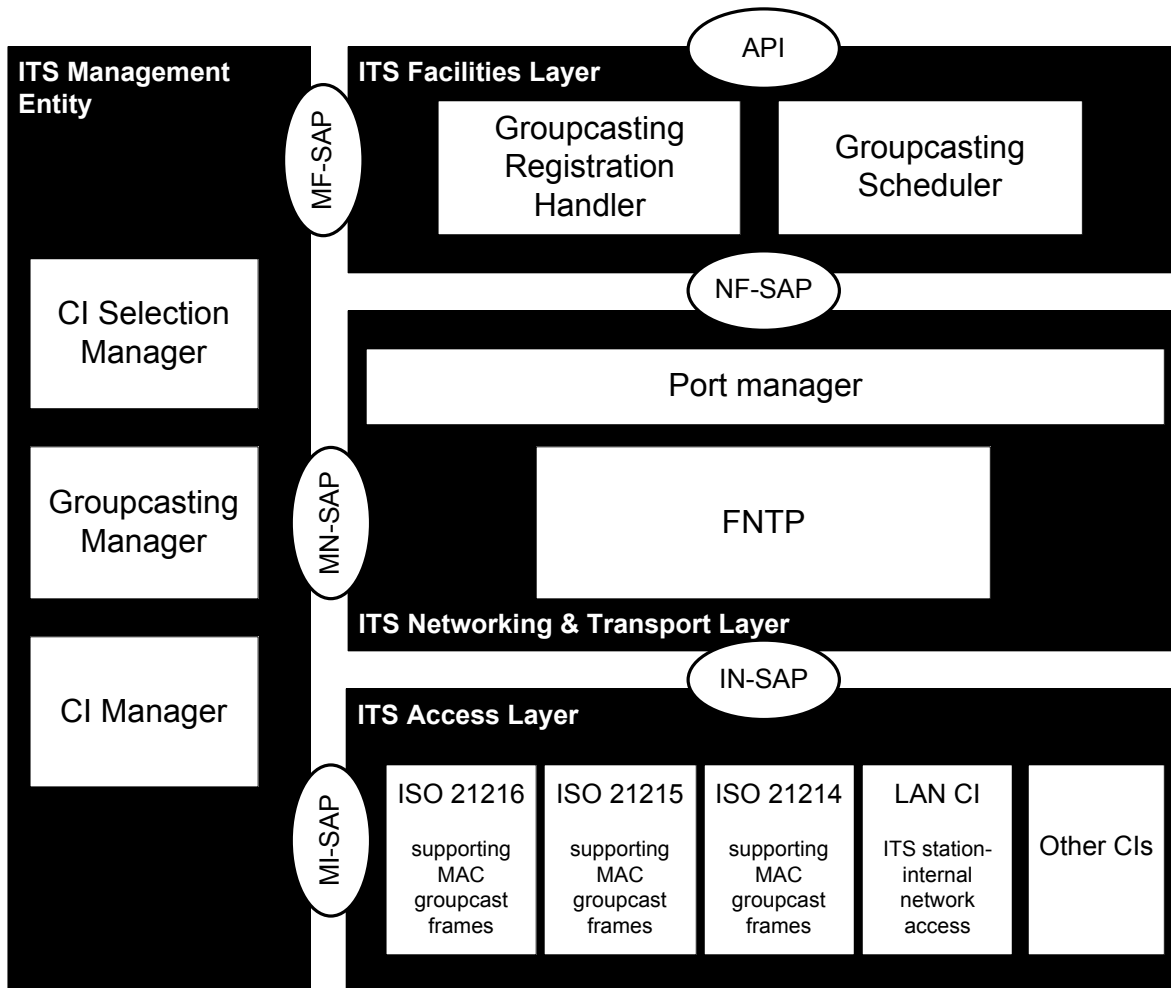 ITS Management
Entity
CI Selection
Manager
Groupcasting
Manager
CI Manager
MF-SAP
MN-SAP
MI-SAP
API
ITS Facilities Layer
Groupcasting
Registration
Handler
Groupcasting
Scheduler
NF-SAP
Port manager
FNTP
ITS Networking & Transport Layer
IN-SAP
ITS Access Layer
ISO 21216
supporting
MAC
groupcast
frames
ISO 21215
supporting
MAC
groupcast
frames
ISO 21214
supporting
MAC
groupcast
frames
LAN CI
ITS station-
internal
network
access
Other CIs